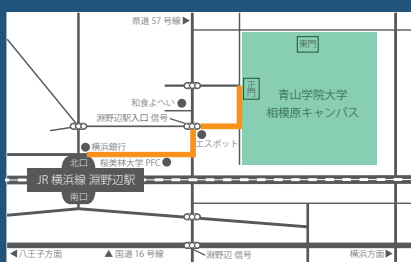 県道 57 号線▶
東門
正門
青山学院大学
相模原キャンパス
和食よへい
淵野辺駅入口 信号
エスポット
横浜銀行
桜美林大学 PFC
北口
JR 横浜線 淵野辺駅
南口
◀八王子方面
▲国道 16 号線
淵野辺 信号
横浜方面▶